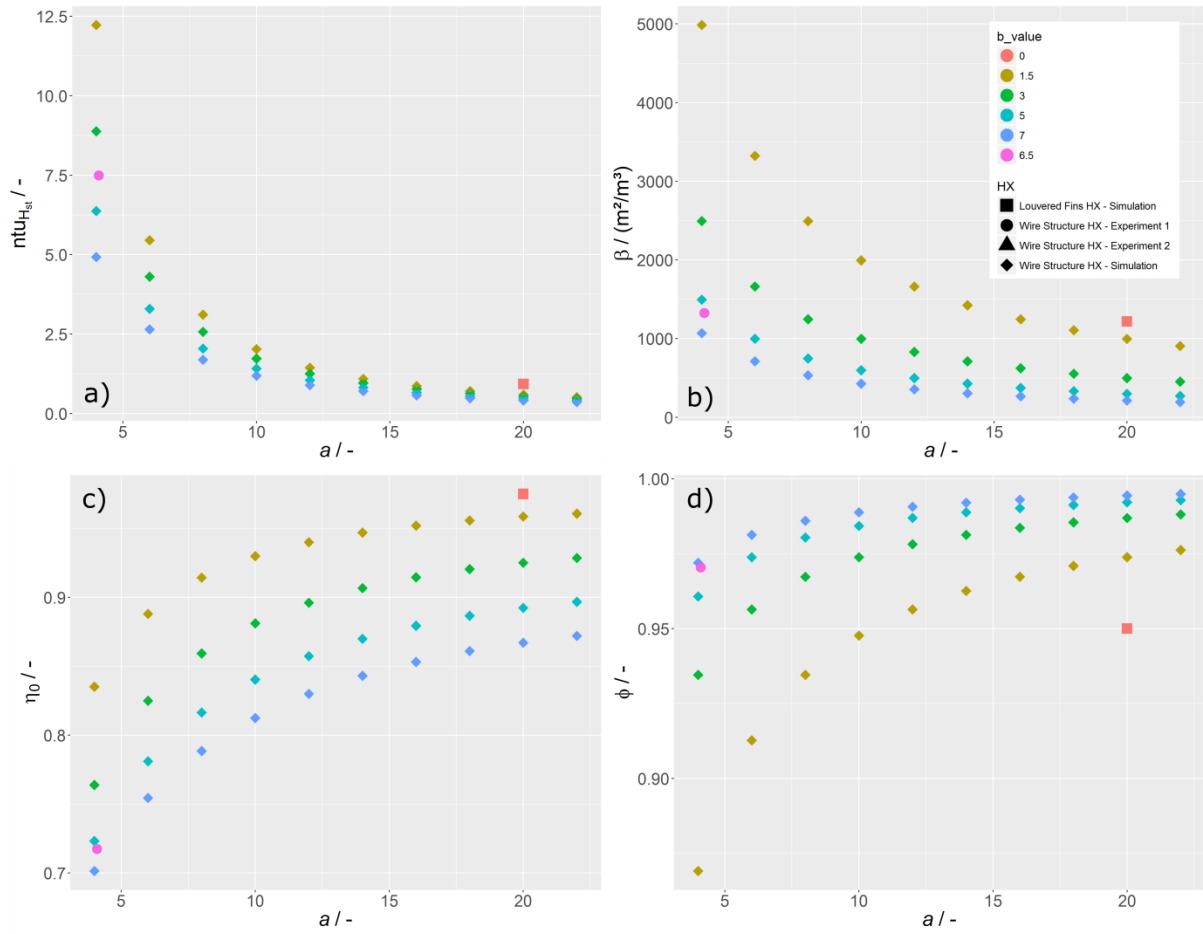 12.5
10.0
7.5
5.0
2.5
0.0
ntu_Hst / -
a)
5
10
15
20
a / -
5000
4000
3000
2000
1000
0
β / (m²/m³)
b)
b_value
0
1.5
3
5
7
6.5
HX
Louvered Fins HX - Simulation
Wire Structure HX - Experiment 1
Wire Structure HX - Experiment 2
Wire Structure HX - Simulation
5
10
15
20
a / -
c)
0.9
0.8
0.7
η₀ / -
5
10
15
20
a / -
d)
1.00
0.95
0.90
ϕ / -
5
10
15
20
a / -